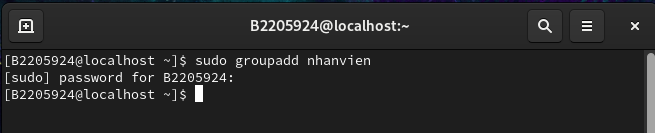 B2205924@localhost:~
[B2205924@localhost ~]$ sudo groupadd nhanvien
[sudo] password for B2205924:
[B2205924@localhost ~]$